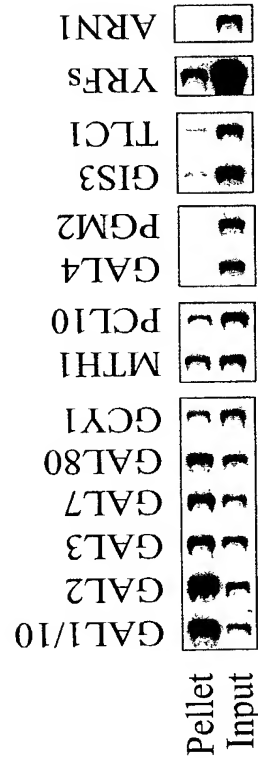 ARN1
YRFs
TLC1
GIS3
PGM2
GAL4
PCL10
MTH1
GCY1
GAL80
GAL7
GAL3
GAL2
GAL1/10
Pellet
Input